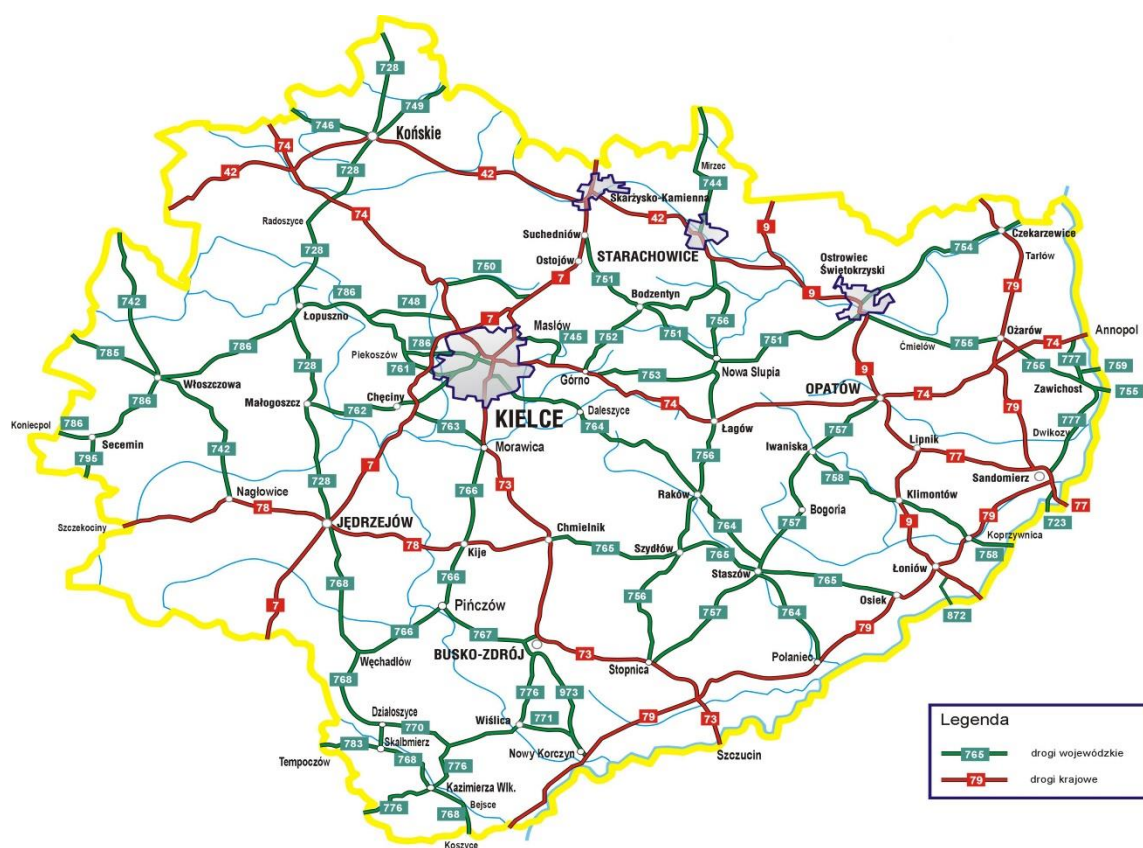 728
749
746
Końskie
74
42
728
42
74
Radoszyce
728
Mirzec
744
Skarżysko-Kamienna
42
Suchedniów
STARACHOWICE
Ostojów
7
751
9
Ostrowiec
Świętokrzyski
9
754
Czekarzewice
Tarłów
79
742
786
748
750
Bodzentyn
751
756
752
751
Łopuszno
7
Masłów
745
786
Piekoszów
761
785
786
728
Włoszczowa
Górno
753
Nowa Słupia
Ćmielów
755
Ożarów
74
Annopol
777
759
755
Zawichost
755
786
Małogoszcz
762
Chęciny
KIELCE
74
Daleszyce
764
9
OPATÓW
74
79
777
Dwikozy
786
Koniecpol
Secemin
795
742
763
Morawica
Łagów
757
Iwaniska
Lipnik
77
7
728
766
73
756
758
Sandomierz
Nagłowice
78
Szczekociny
JĘDRZEJÓW
Raków
764
757
Bogoria
Klimontów
79
77
723
9
Koprzywnica
758
78
Kije
Chmielnik
765
Szydłów
765
Staszów
765
Łoniów
768
766
Pińczów
756
757
764
Osiek
872
7
766
767
BUSKO-ZDRÓJ
73
Stopnica
79
Połaniec
Węchadłów
768
776
973
Działoszyce
770
Wiślica
771
79
73
783
Skalbmierz
Tempoczów
768
776
Nowy Korczyn
Szczucin
Kazimierza Wlk.
776
768
Bejsce
Koszyce
Legenda
765
drogi wojewódzkie
79
drogi krajowe